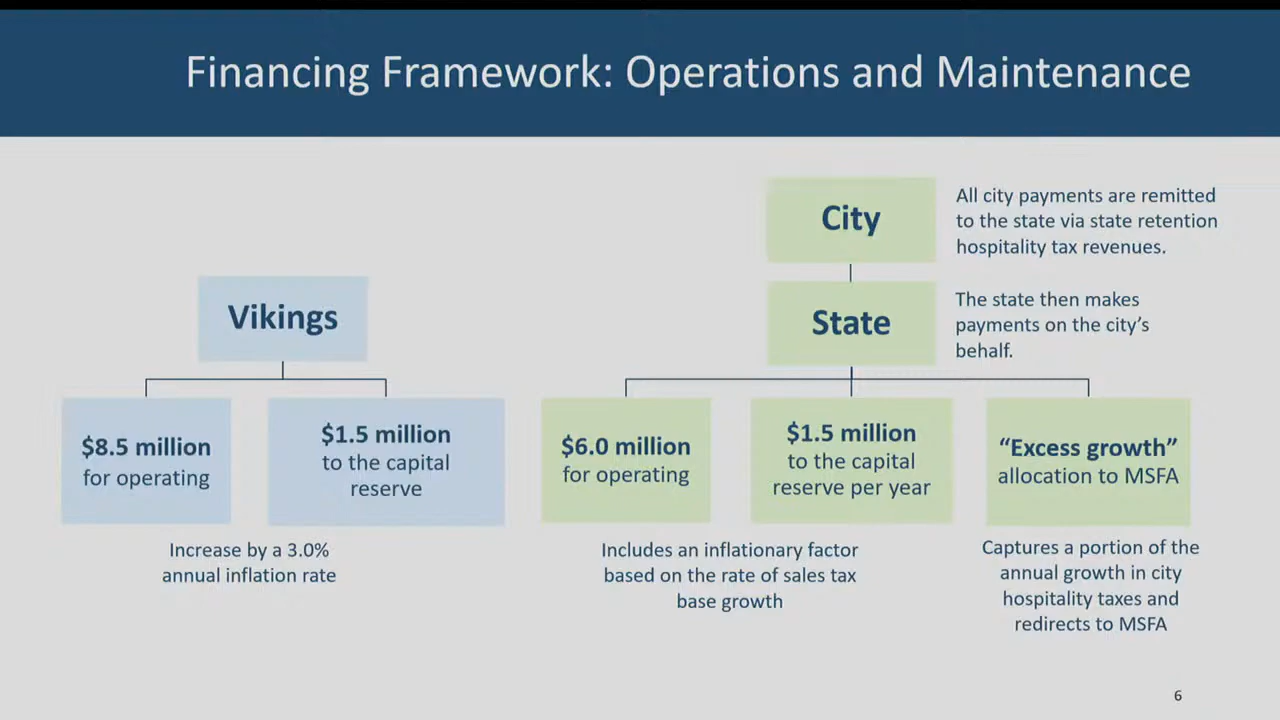 Financing Framework: Operations and Maintenance
City
All city payments are remitted
to the state via state retention
hospitality tax revenues.
Vikings
State
The state then makes
payments on the city’s
behalf.
$8.5 million
for operating
$1.5 million
to the capital
reserve
$6.0 million
for operating
$1.5 million
to the capital
reserve per year
“Excess growth”
allocation to MSFA
Increase by a 3.0%
annual inflation rate
Includes an inflationary factor
based on the rate of sales tax
base growth
Captures a portion of the
annual growth in city
hospitality taxes and
redirects to MSFA
6